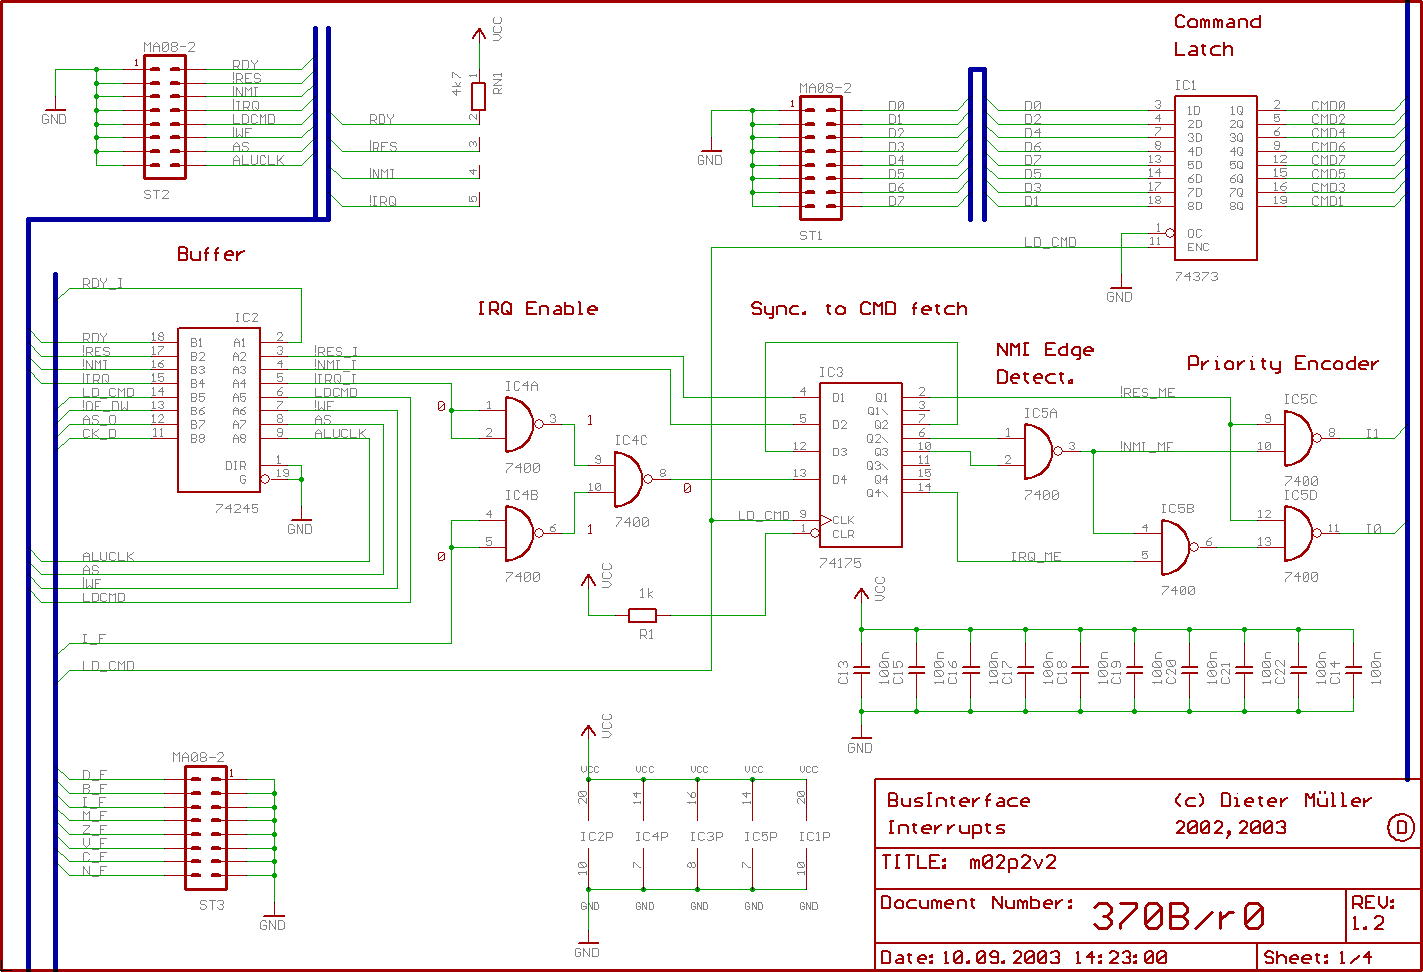 Command
Latch
MA08-2
1
RDY
!RES
!NMI
!IRQ
LDCMD
!WF
AS
ALUCLK
GND
ST2
VCC
4k7
RN1
1
2
RDY
!RES
3
!NMI
4
!IRQ
5
MA08-2
1
D0
D1
D2
D3
D4
D5
D6
D7
GND
ST1
D0
D2
D4
D6
D7
D5
D3
D1
IC1
3 1D 1Q 2 CMD0
4 2D 2Q 5 CMD2
7 3D 3Q 6 CMD4
8 4D 4Q 9 CMD6
13 5D 5Q 12 CMD7
14 6D 6Q 15 CMD5
17 7D 7Q 16 CMD3
18 8D 8Q 19 CMD1
1 OC
LD_CMD 11 ENC
74373
GND
Buffer
RDY_I
IC2
RDY 18 B1 A1 2
!RES 17 B2 A2 3 !RES_I
!NMI 16 B3 A3 4 !NMI_I
!IRQ 15 B4 A4 5 !IRQ_I
LD_CMD 14 B5 A5 6 LDCMD
!OE_DW 13 B6 A6 7 !WF
AS_O 12 B7 A7 8 AS
CK_D 11 B8 A8 9 ALUCLK
DIR 1
G 19
74245
GND
ALUCLK
AS
!WF
LDCMD
I_F
LD_CMD
IRQ Enable
IC4A
0
1
2
3
1
7400
IC4B
0
4
5
6
1
7400
IC4C
9
10
8
0
7400
VCC
1k
R1
Sync. to CMD fetch
IC3
4 D1 Q1 2
Q1\ 3
5 D2 Q2 7
Q2\ 6
12 D3 Q3 10
Q3\ 11
13 D4 Q4 15
Q4\ 14
LD_CMD 9 CLK
1 CLR
74175
NMI Edge
Detect.
IC5A
1
2
3
7400
!RES_ME
!NMI_MF
IRQ_ME
IC5B
4
5
6
7400
Priority Encoder
IC5C
9
10
8
I1
7400
IC5D
12
13
11
I0
7400
VCC
C13 100n
C15 100n
C16 100n
C17 100n
C18 100n
C19 100n
C20 100n
C21 100n
C22 100n
C14 100n
GND
MA08-2
1
D_F
B_F
I_F
M_F
Z_F
V_F
C_F
N_F
ST3
GND
VCC
VCC VCC VCC VCC VCC
20 14 16 14 20
IC2P IC4P IC3P IC5P IC1P
10 7 8 7 10
GND GND GND GND GND
GND
BusInterface (c) Dieter Müller
Interrupts 2002,2003
D
TITLE: m02p2v2
Document Number: 370B/r0
REV:
1.2
Date: 10.09.2003 14:23:00 Sheet: 1/4